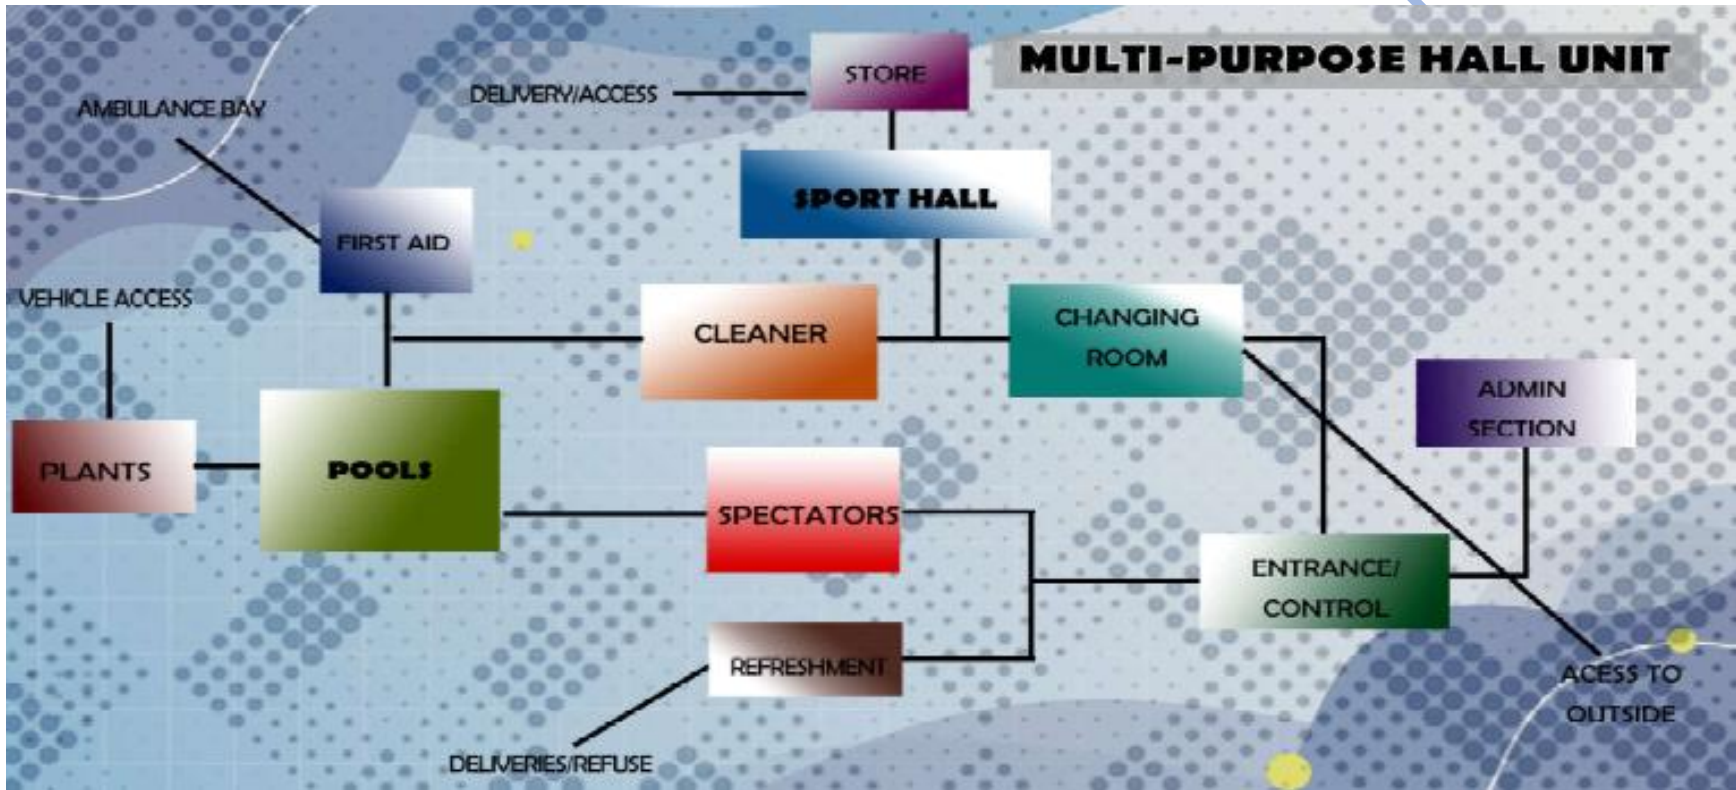 MULTI-PURPOSE HALL UNIT
STORE
DELIVERY/ACCESS
AMBULANCE BAY
SPORT HALL
FIRST AID
VEHICLE ACCESS
CLEANER
CHANGING
ROOM
ADMIN
SECTION
PLANTS
POOLS
SPECTATORS
ENTRANCE/
CONTROL
REFRESHMENT
ACESS TO
OUTSIDE
DELIVERIES/REFUSE